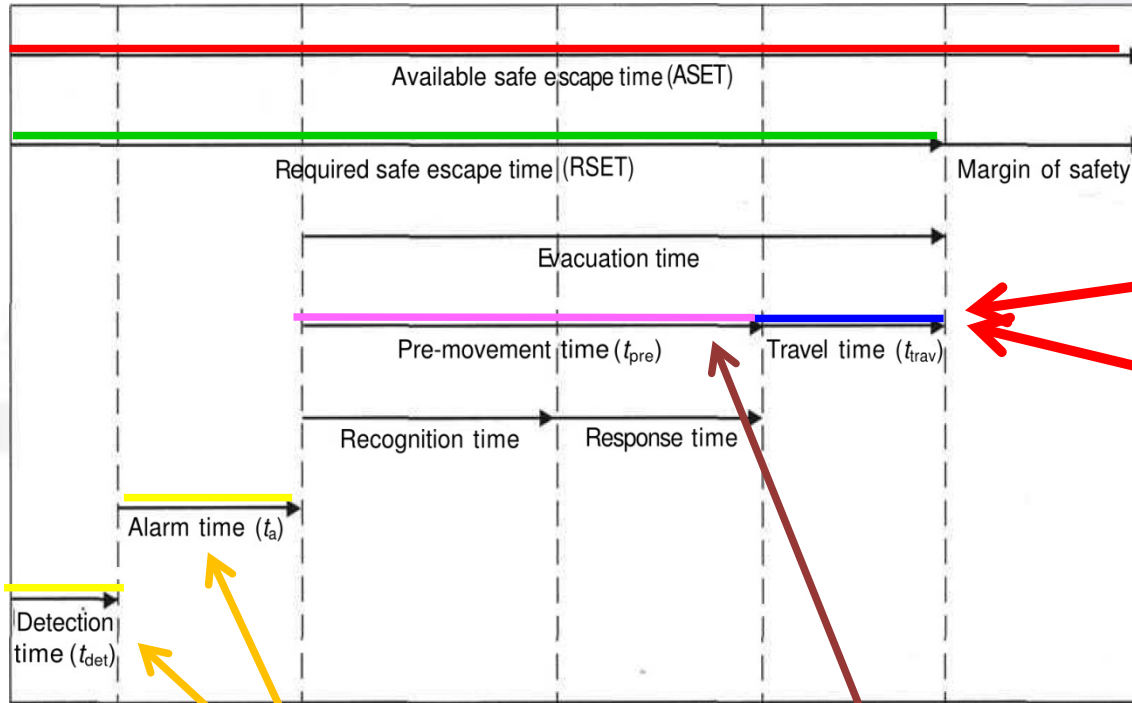 Available safe escape time (ASET)
Required safe escape time (RSET)
Margin of safety
Evacuation time
Pre-movement time (tpre)
Travel time (ttrav)
Recognition time
Response time
Alarm time (ta)
Detection
time (tdet)